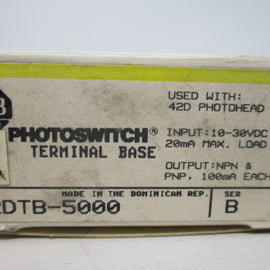 USED WITH:
42D PHOTOHEAD
PHOTOSWITCH®
TERMINAL BASE
INPUT: 10-30VDC
20mA MAX. LOAD
OUTPUT: NPN &
PNP, 100mA EACH
MADE IN THE DOMINICAN REP.
2DTB-5000
SER
B